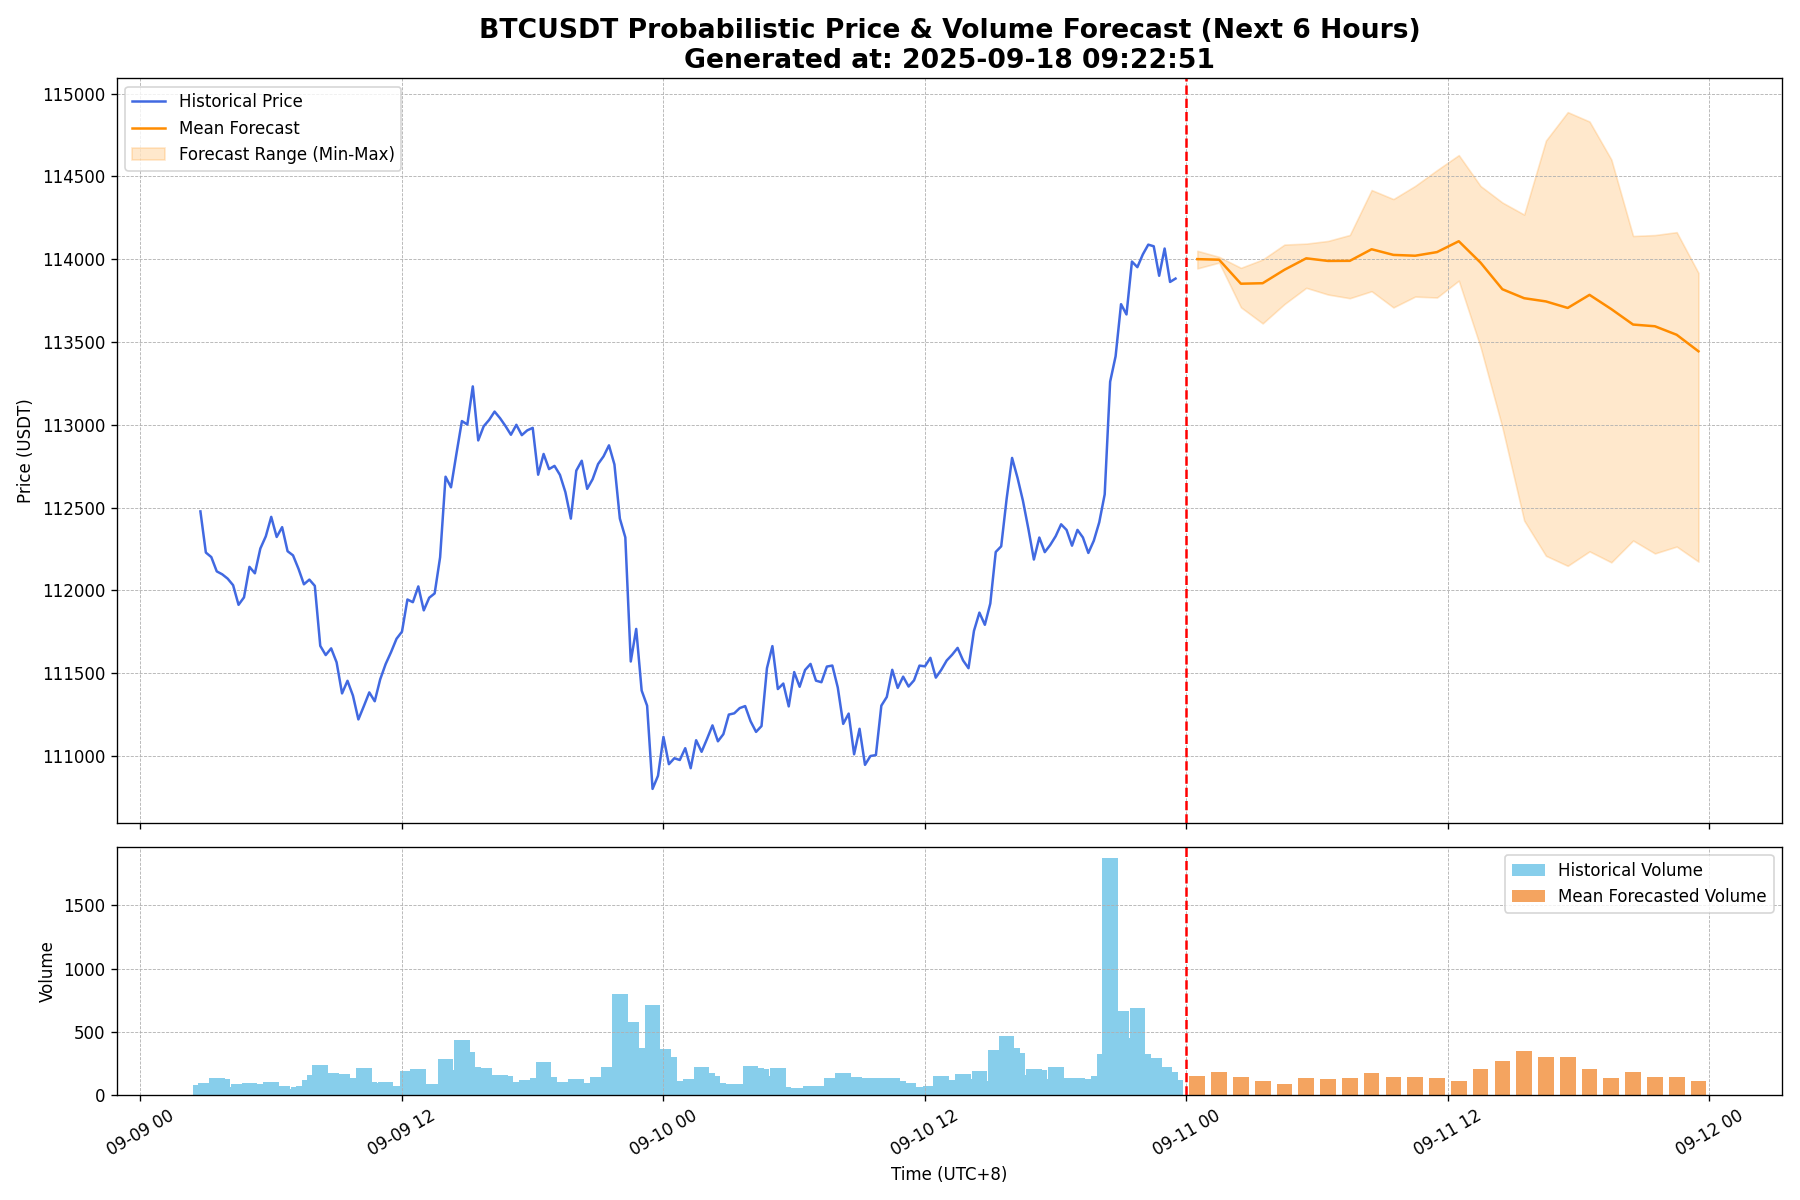 BTCUSDT Probabilistic Price & Volume Forecast (Next 6 Hours)
Generated at: 2025-09-18 09:22:51
Historical Price
Mean Forecast
Forecast Range (Min-Max)
115000
114500
114000
113500
113000
112500
112000
111500
111000
Price (USDT)
Historical Volume
Mean Forecasted Volume
1500
1000
500
0
Volume
09-09 00
09-09 12
09-10 00
09-10 12
09-11 00
09-11 12
09-12 00
Time (UTC+8)